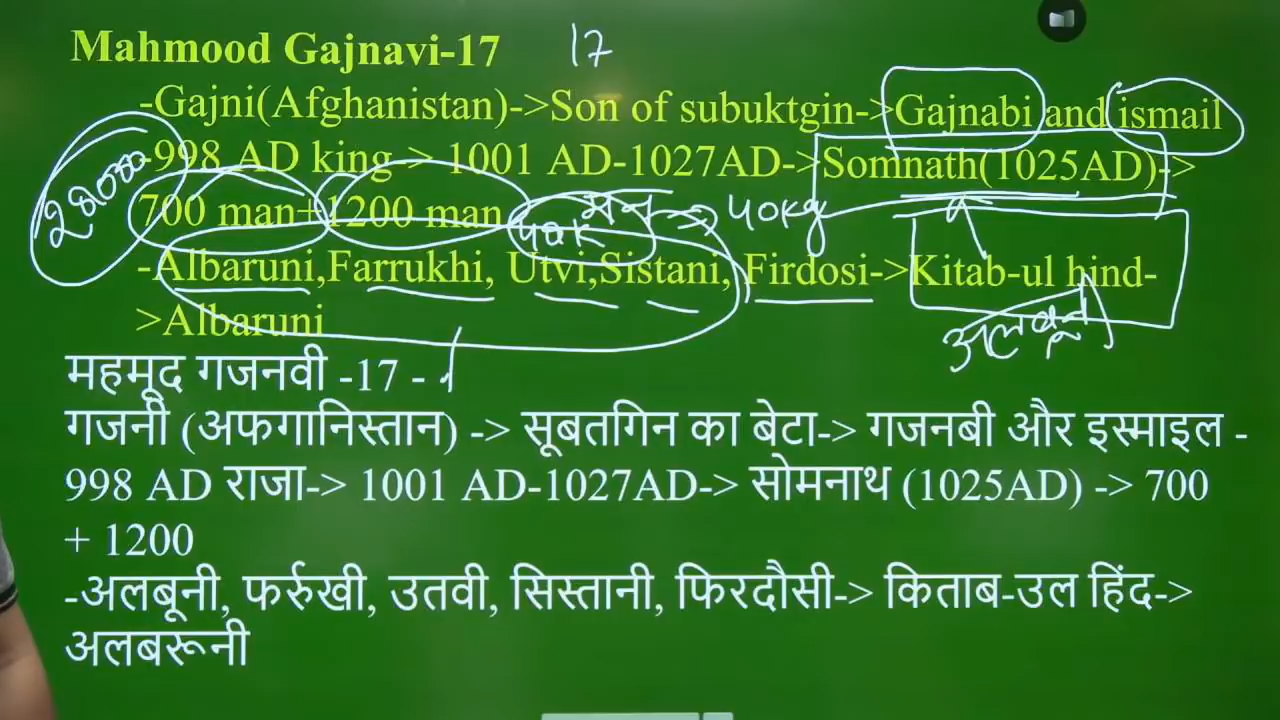 Mahmood Gajnavi-17 17
-Gajni(Afghanistan)->Son of subuktgin->Gajnabi and ismail
-998 AD king-> 1001 AD-1027AD->Somnath(1025AD)->
700 man+1200 man मन -> 40kg
40K
-Albaruni,Farrukhi, Utvi,Sistani, Firdosi->Kitab-ul hind-
>Albaruni
महमूद गजनवी -17 -
गजनी (अफगानिस्तान) -> सूबतगिन का बेटा-> गजनबी और इस्माइल -
998 AD राजा-> 1001 AD-1027AD-> सोमनाथ (1025AD) -> 700
+ 1200
-अलबूनी, फर्रुखी, उतवी, सिस्तानी, फिरदौसी-> किताब-उल हिंद->
अलबरूनी